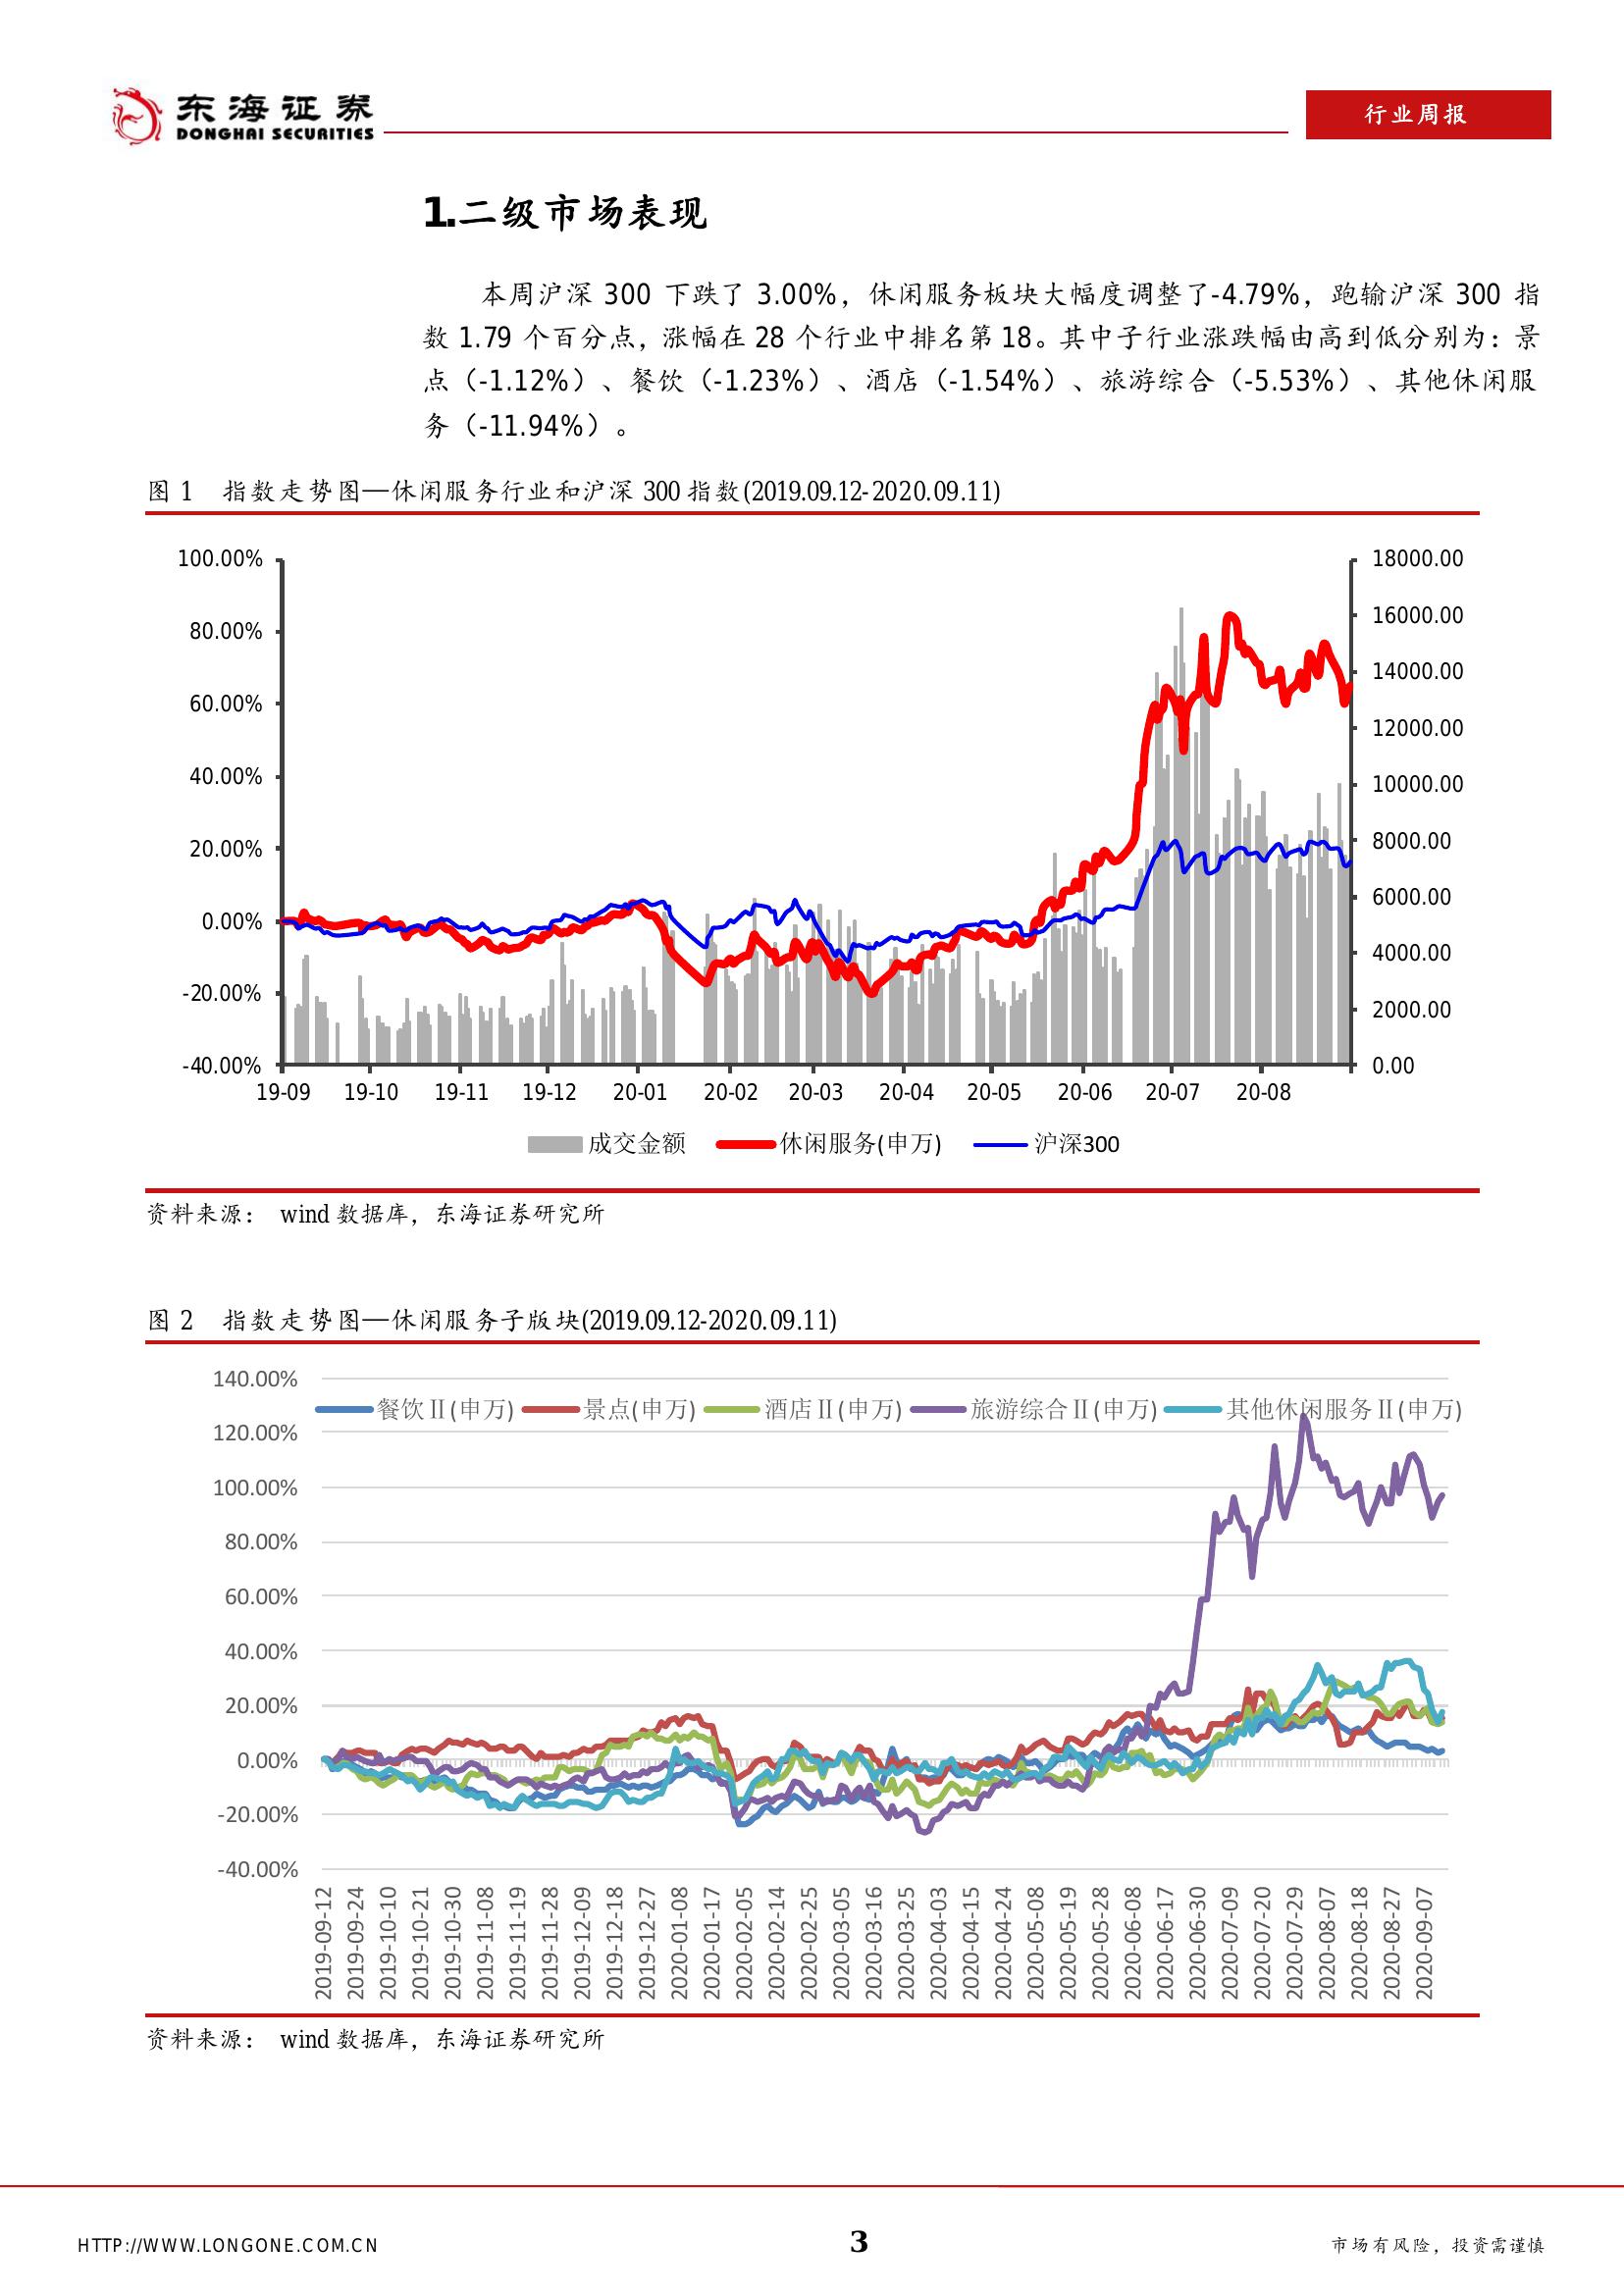 东海证券
DONGHAI SECURITIES
行业周报
1.二级市场表现
本周沪深 300 下跌了 3.00%，休闲服务板块大幅度调整了-4.79%，跑输沪深 300 指
数 1.79 个百分点，涨幅在 28 个行业中排名第 18。其中子行业涨跌幅由高到低分别为：景
点（-1.12%）、餐饮（-1.23%）、酒店（-1.54%）、旅游综合（-5.53%）、其他休闲服
务（-11.94%）。
图 1 指数走势图—休闲服务行业和沪深 300 指数(2019.09.12-2020.09.11)
100.00% 18000.00
80.00% 16000.00
60.00% 14000.00
40.00% 12000.00
20.00% 10000.00
0.00% 8000.00
-20.00% 6000.00
-40.00% 4000.00
2000.00
0.00
19-09 19-10 19-11 19-12 20-01 20-02 20-03 20-04 20-05 20-06 20-07 20-08
成交金额 休闲服务(申万) 沪深300
资料来源： wind 数据库，东海证券研究所
图 2 指数走势图—休闲服务子版块(2019.09.12-2020.09.11)
140.00%
餐饮Ⅱ(申万) 景点(申万) 酒店Ⅱ(申万) 旅游综合Ⅱ(申万) 其他休闲服务Ⅱ(申万)
120.00%
100.00%
80.00%
60.00%
40.00%
20.00%
0.00%
-20.00%
-40.00%
2019-09-12 2019-09-24 2019-10-10 2019-10-21 2019-10-30 2019-11-08 2019-11-19 2019-11-28 2019-12-09 2019-12-18 2019-12-27 2020-01-08 2020-01-17 2020-02-05 2020-02-14 2020-02-25 2020-03-05 2020-03-16 2020-03-25 2020-04-03 2020-04-15 2020-04-24 2020-05-08 2020-05-19 2020-05-28 2020-06-08 2020-06-17 2020-06-30 2020-07-09 2020-07-20 2020-07-29 2020-08-07 2020-08-18 2020-08-27 2020-09-07
资料来源： wind 数据库，东海证券研究所
HTTP://WWW.LONGONE.COM.CN 3 市场有风险，投资需谨慎